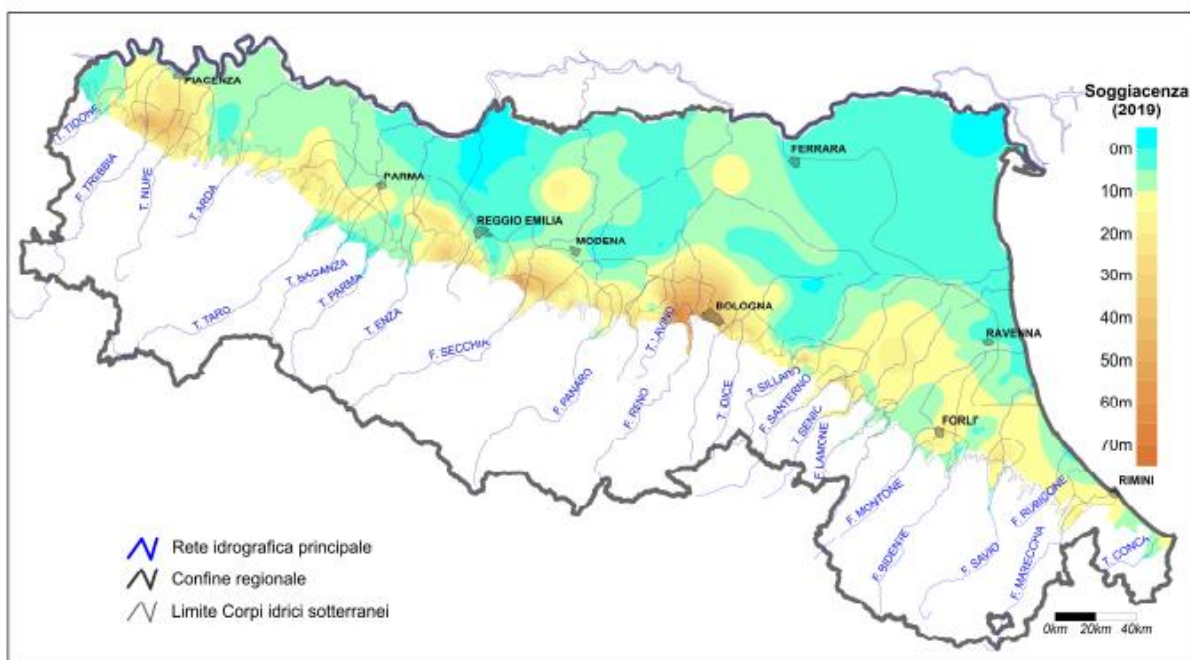 Soggiacenza
(2019)
0m
10m
20m
30m
40m
50m
60m
70m
PIACENZA
FERRARA
PARMA
REGGIO EMILIA
MODENA
BOLOGNA
RAVENNA
FORLI'
RIMINI
T. TIDONE
F. TREBBIA
T. NURE
T. ARDA
T. TARO
T. BAGANZA
T. PARMA
T. ENZA
F. SECCHIA
F. PANARO
T. LAVINO
F. RENO
T. IDICE
T. SILLARO
F. SANTERNO
T. SENIO
F. LAMONE
F. MONTONE
F. BIDENTE
F. SAVIO
F. RUBICONE
F. MARECCHIA
T. CONCA
Rete idrografica principale
Confine regionale
Limite Corpi idrici sotterranei
0km 20km 40km